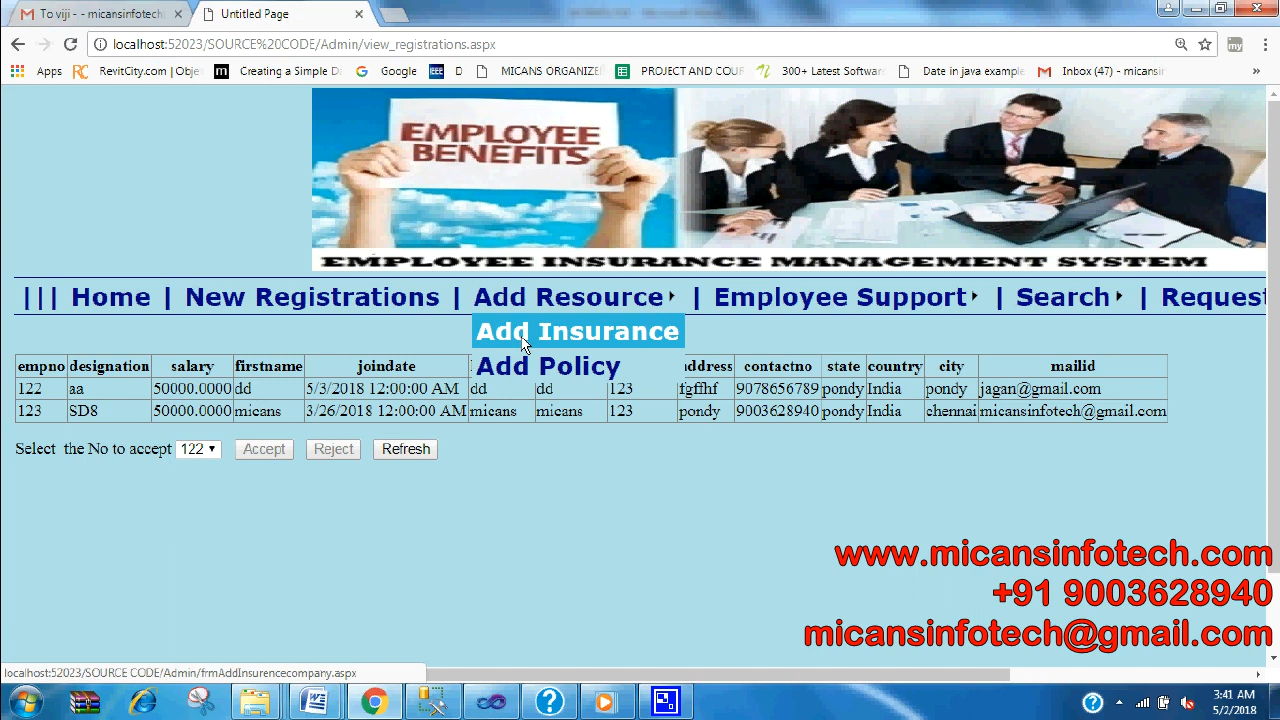 To viji - - micansinfotech
Untitled Page
localhost:52023/SOURCE%20CODE/Admin/view_registrations.aspx
Apps RevitCity.com | Obje Creating a Simple D Google D MICANS ORGANIZE PROJECT AND COUR 300+ Latest Softwar Date in java example Inbox (47) - micansin »
EMPLOYEE
BENEFITS
EMPLOYEE INSURANCE MANAGEMENT SYSTEM
||| Home | New Registrations | Add Resource | Employee Support | Search | Request
Add Insurance
Add Policy
empno designation salary firstname joindate address contactno state country city mailid
122 aa 50000.0000 dd 5/3/2018 12:00:00 AM dd dd 123 fgffhf 9078656789 pondy India pondy jagan@gmail.com
123 SD8 50000.0000 micans 3/26/2018 12:00:00 AM micans micans 123 pondy 9003628940 pondy India chennai micansinfotech@gmail.com
Select the No to accept 122 Accept Reject Refresh
www.micansinfotech.com
+91 9003628940
micansinfotech@gmail.com
localhost:52023/SOURCE CODE/Admin/frmAddInsurencecompany.aspx
3:41 AM
5/2/2018